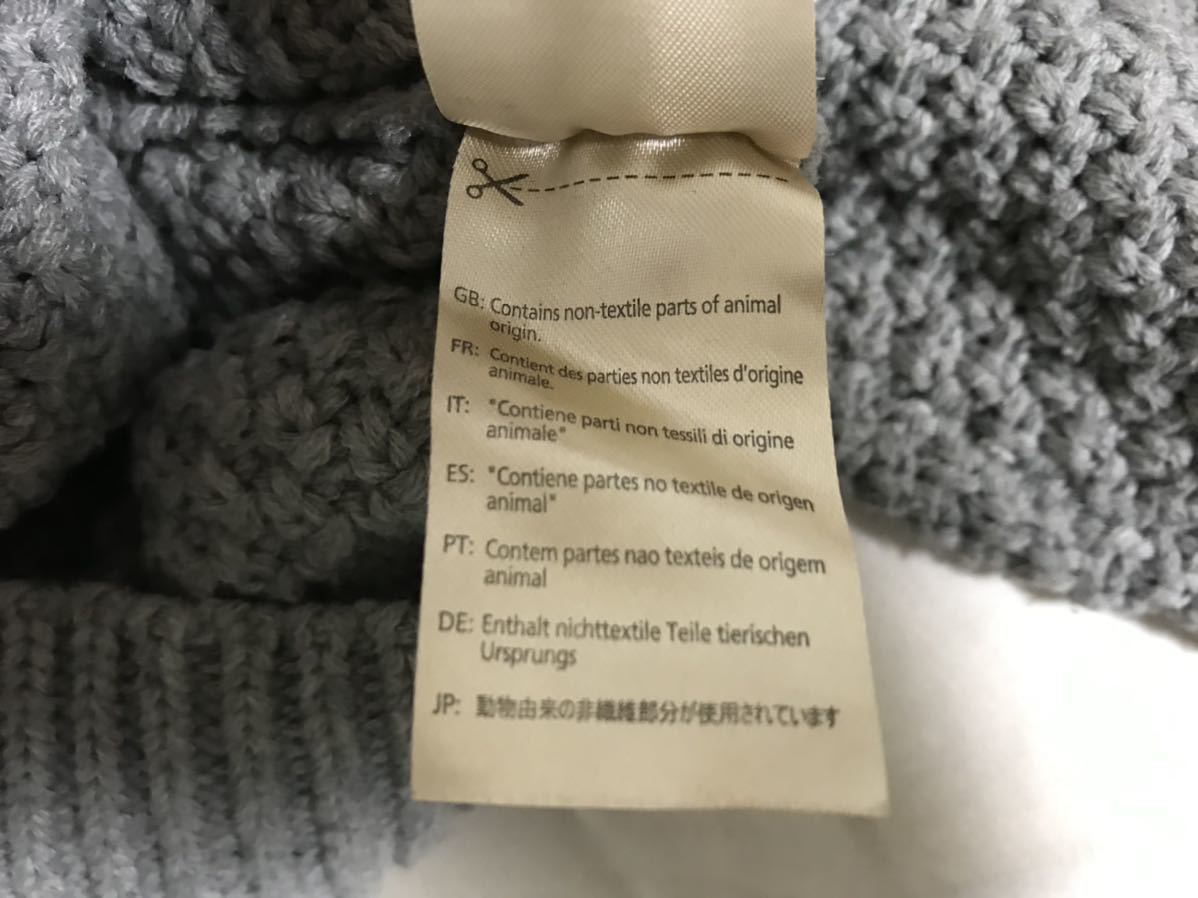 GB: Contains non-textile parts of animal
origin.
FR: Contient des parties non textiles d'origine
animale.
IT: "Contiene parti non tessili di origine
animale"
ES: "Contiene partes no textile de origen
animal"
PT: Contem partes nao texteis de origem
animal
DE: Enthalt nichttextile Teile tierischen
Ursprungs
JP: 動物由来の非繊維部分が使用されています